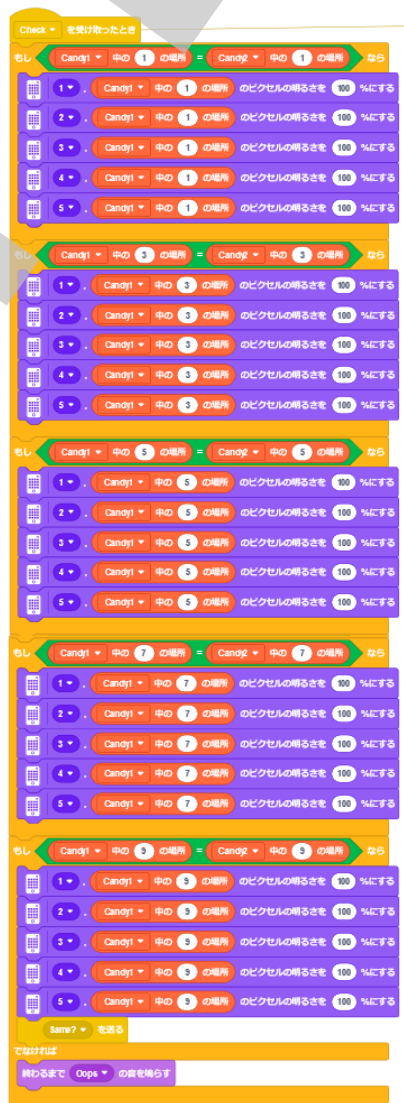 Check を受け取ったとき
もし Candy1 中の 1 の場所 = Candy2 中の 1 の場所 なら
1 , Candy1 中の 1 の場所 のピクセルの明るさを 100 %にする
2 , Candy1 中の 1 の場所 のピクセルの明るさを 100 %にする
3 , Candy1 中の 1 の場所 のピクセルの明るさを 100 %にする
4 , Candy1 中の 1 の場所 のピクセルの明るさを 100 %にする
5 , Candy1 中の 1 の場所 のピクセルの明るさを 100 %にする
もし Candy1 中の 3 の場所 = Candy2 中の 3 の場所 なら
1 , Candy1 中の 3 の場所 のピクセルの明るさを 100 %にする
2 , Candy1 中の 3 の場所 のピクセルの明るさを 100 %にする
3 , Candy1 中の 3 の場所 のピクセルの明るさを 100 %にする
4 , Candy1 中の 3 の場所 のピクセルの明るさを 100 %にする
5 , Candy1 中の 3 の場所 のピクセルの明るさを 100 %にする
もし Candy1 中の 5 の場所 = Candy2 中の 5 の場所 なら
1 , Candy1 中の 5 の場所 のピクセルの明るさを 100 %にする
2 , Candy1 中の 5 の場所 のピクセルの明るさを 100 %にする
3 , Candy1 中の 5 の場所 のピクセルの明るさを 100 %にする
4 , Candy1 中の 5 の場所 のピクセルの明るさを 100 %にする
5 , Candy1 中の 5 の場所 のピクセルの明るさを 100 %にする
もし Candy1 中の 7 の場所 = Candy2 中の 7 の場所 なら
1 , Candy1 中の 7 の場所 のピクセルの明るさを 100 %にする
2 , Candy1 中の 7 の場所 のピクセルの明るさを 100 %にする
3 , Candy1 中の 7 の場所 のピクセルの明るさを 100 %にする
4 , Candy1 中の 7 の場所 のピクセルの明るさを 100 %にする
5 , Candy1 中の 7 の場所 のピクセルの明るさを 100 %にする
もし Candy1 中の 9 の場所 = Candy2 中の 9 の場所 なら
1 , Candy1 中の 9 の場所 のピクセルの明るさを 100 %にする
2 , Candy1 中の 9 の場所 のピクセルの明るさを 100 %にする
3 , Candy1 中の 9 の場所 のピクセルの明るさを 100 %にする
4 , Candy1 中の 9 の場所 のピクセルの明るさを 100 %にする
5 , Candy1 中の 9 の場所 のピクセルの明るさを 100 %にする
Same? を送る
でなければ
終わるまで Oops の音を鳴らす